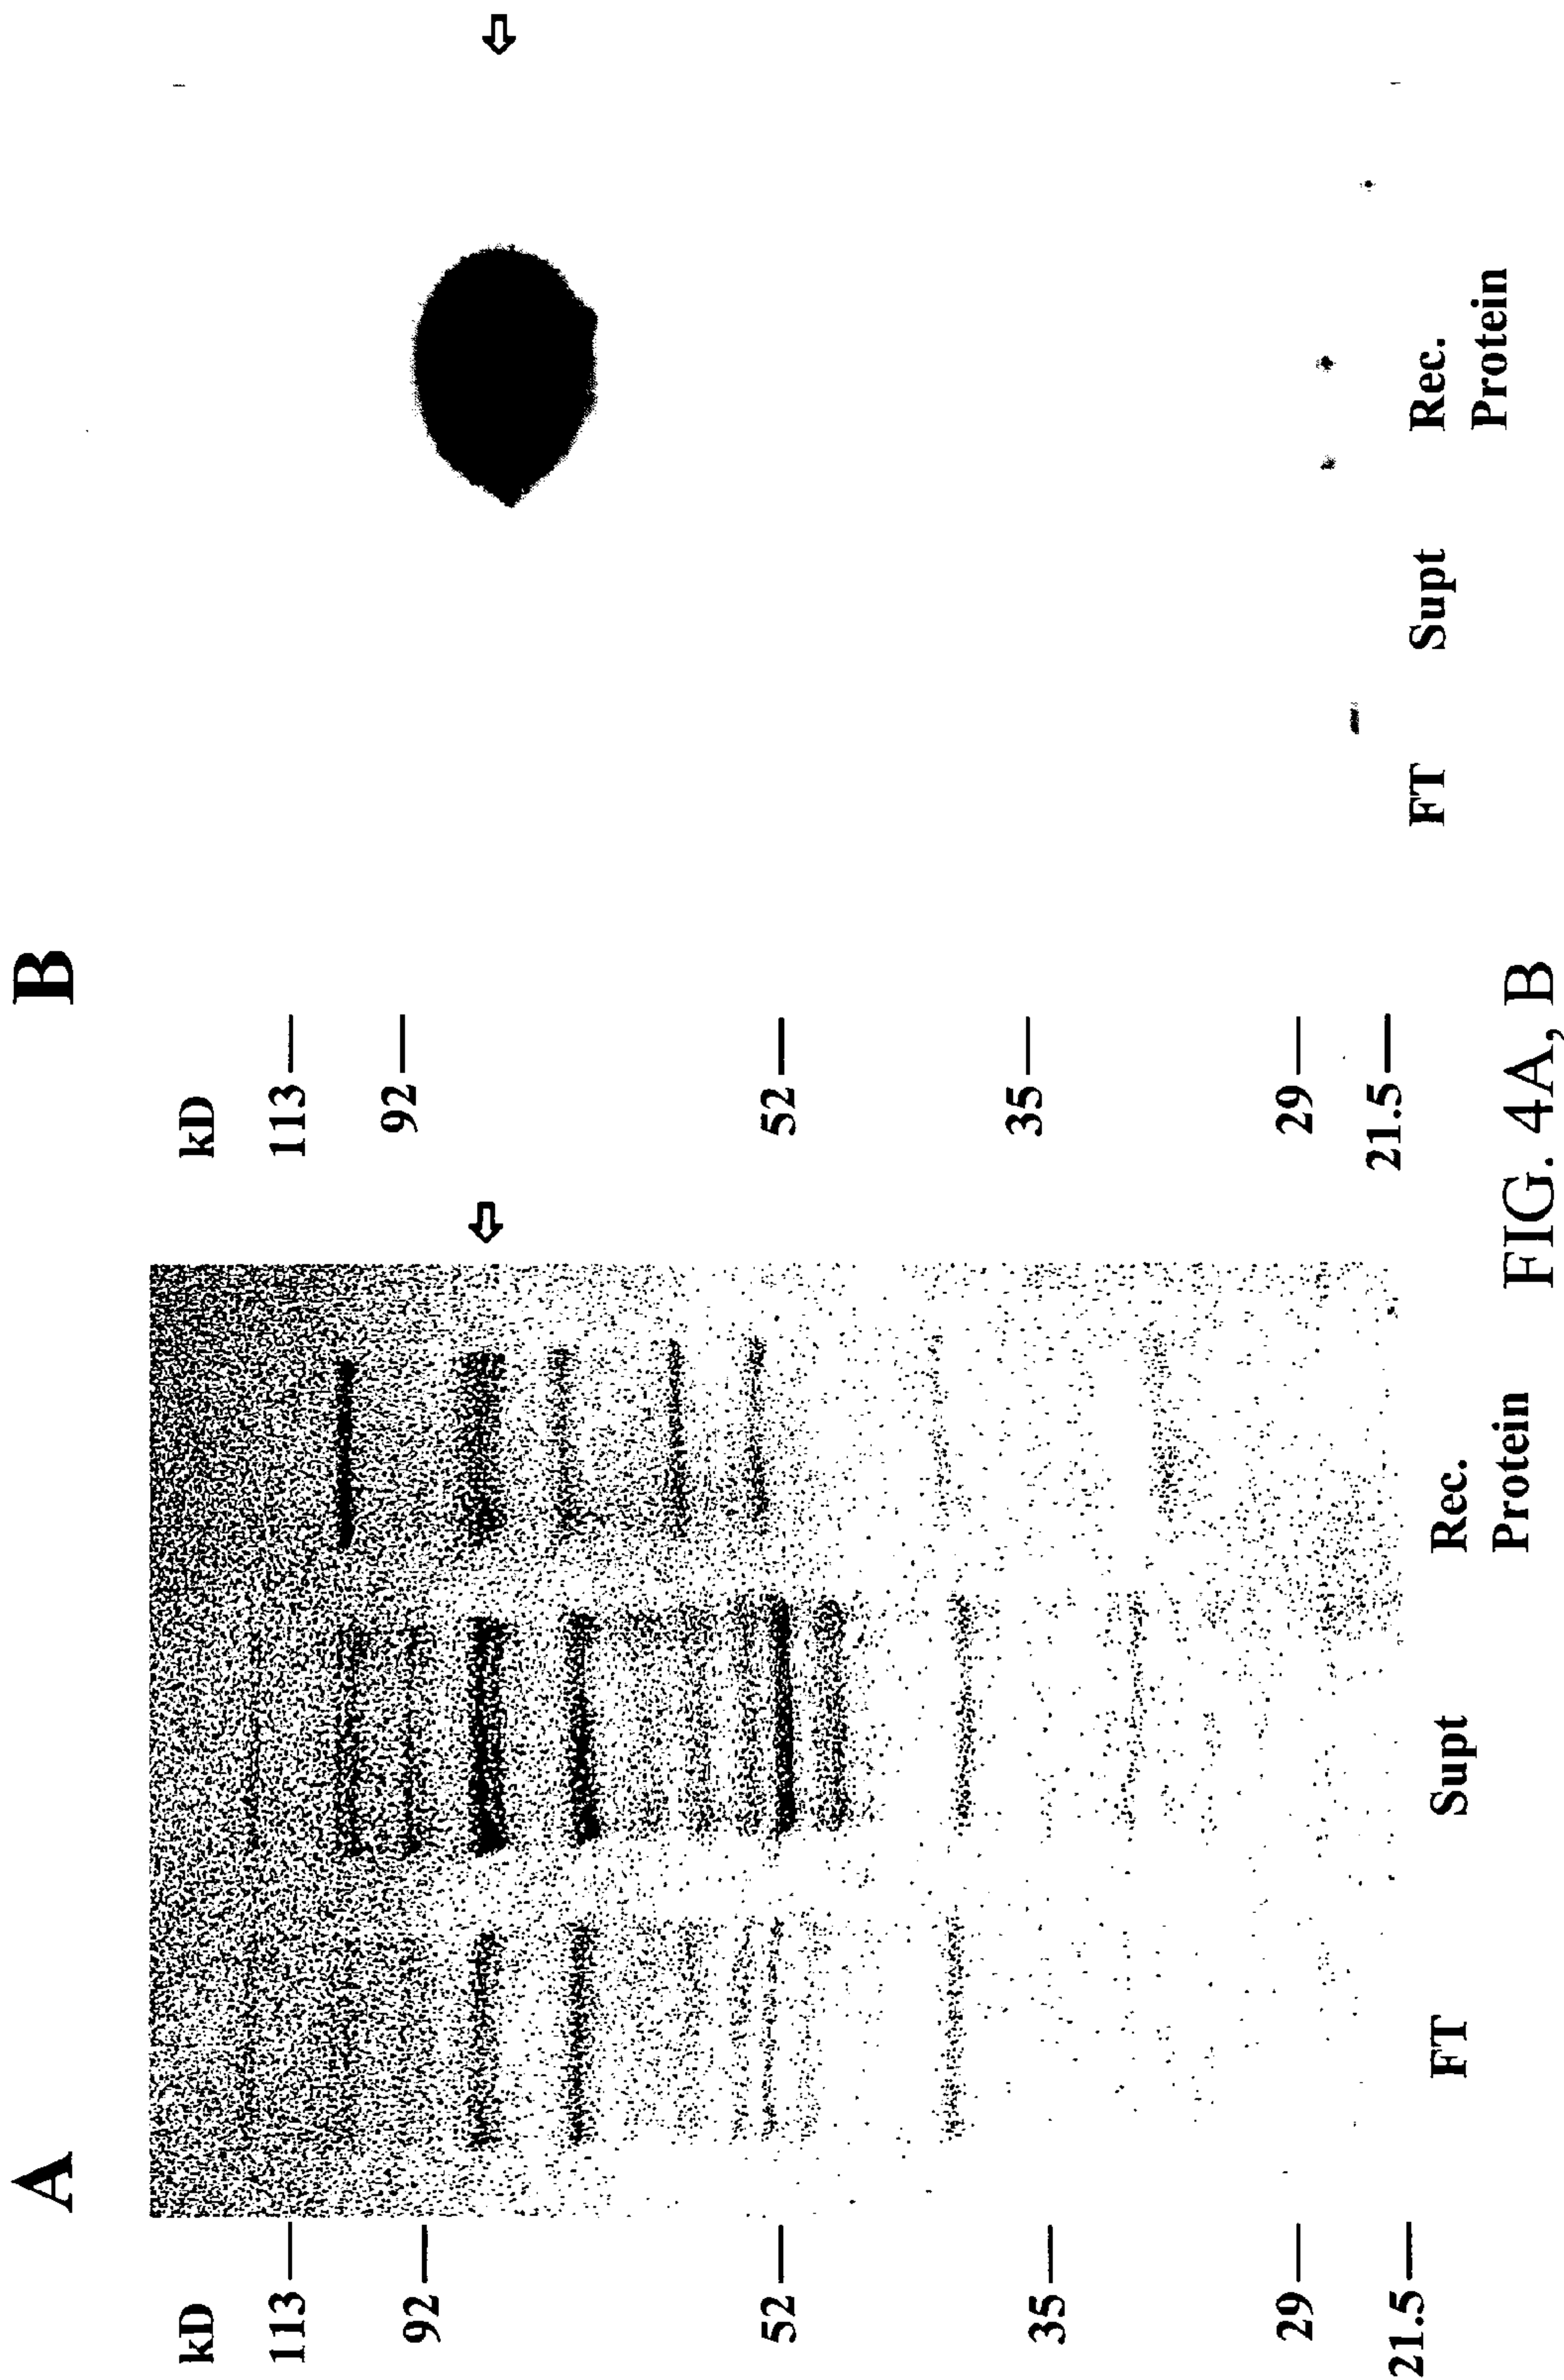 A
kD
113
92
52
35
29
21.5
FT
Supt
Rec.
Protein
B
kD
113
92
52
35
29
21.5
FT
Supt
Rec.
Protein
FIG. 4A, B